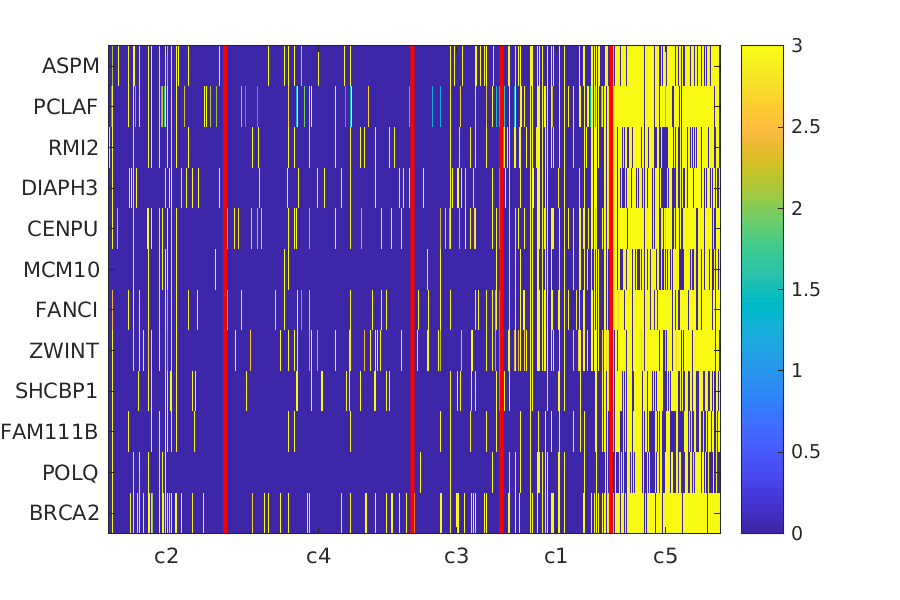 ASPM
PCLAF
RMI2
DIAPH3
CENPU
MCM10
FANCI
ZWINT
SHCBP1
FAM111B
POLQ
BRCA2
c2 c4 c3 c1 c5
3
2.5
2
1.5
1
0.5
0